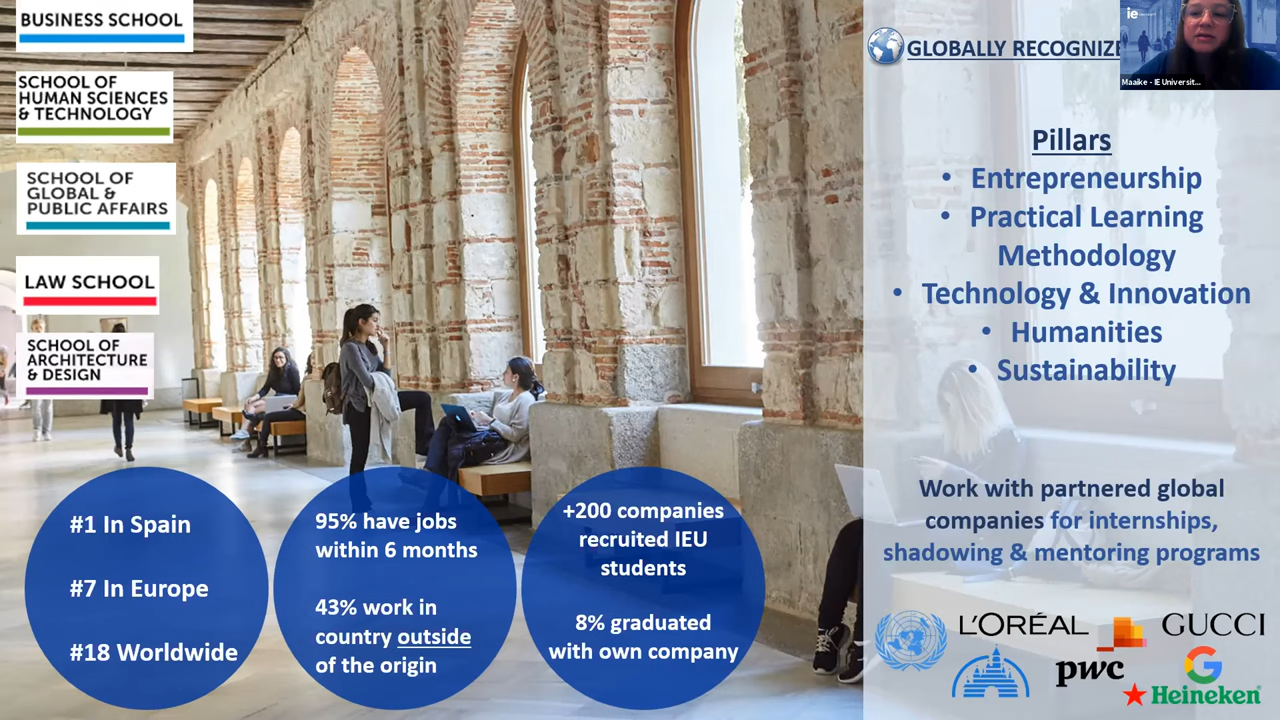 BUSINESS SCHOOL
SCHOOL OF
HUMAN SCIENCES
& TECHNOLOGY
SCHOOL OF
GLOBAL &
PUBLIC AFFAIRS
LAW SCHOOL
SCHOOL OF
ARCHITECTURE
& DESIGN
#1 In Spain
#7 In Europe
#18 Worldwide
95% have jobs
within 6 months
43% work in
country outside
of the origin
+200 companies
recruited IEU
students
8% graduated
with own company
GLOBALLY RECOGNIZE
ie
Maaike - IE Universit...
Pillars
• Entrepreneurship
• Practical Learning
Methodology
• Technology & Innovation
• Humanities
• Sustainability
Work with partnered global
companies for internships,
shadowing & mentoring programs
L'ORÉAL
GUCCI
pwc
G
Heineken